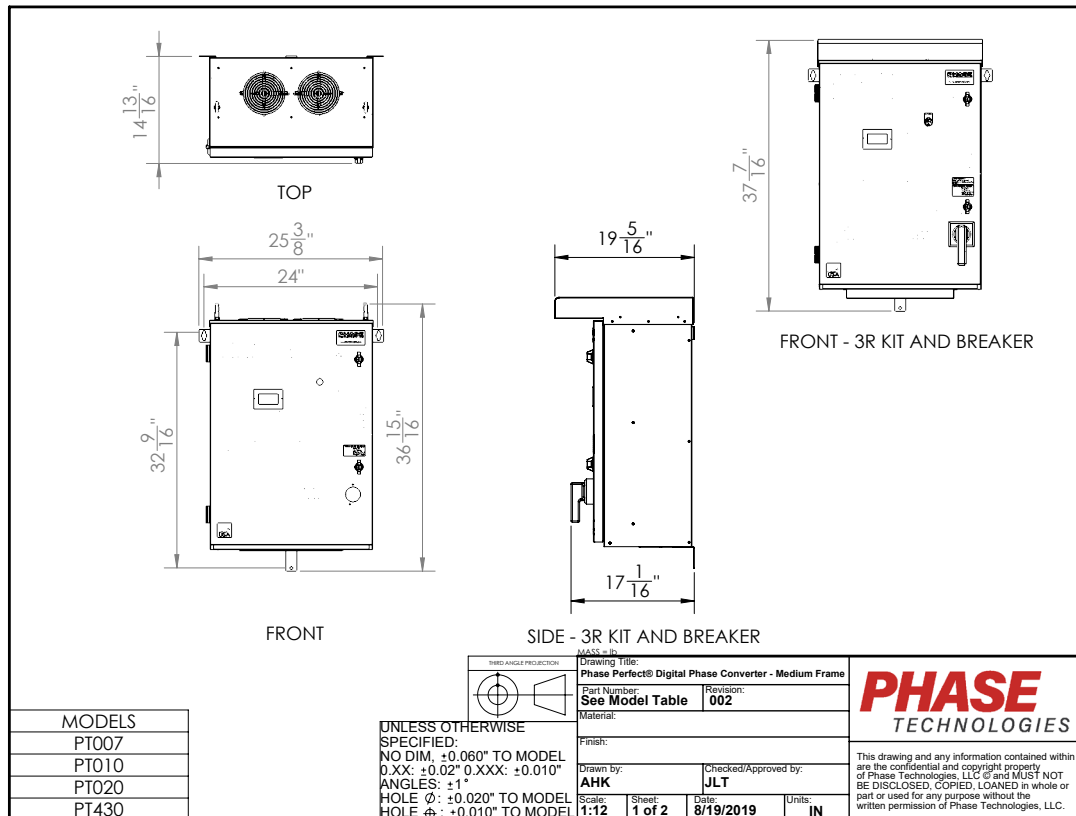 14 13/16"
TOP
25 3/8"
24"
32 9/16"
36 15/16"
FRONT
19 5/16"
17 1/16"
SIDE - 3R KIT AND BREAKER
37 7/16"
FRONT - 3R KIT AND BREAKER
MODELS
PT007
PT010
PT020
PT430
THIRD ANGLE PROJECTION
UNLESS OTHERWISE
SPECIFIED:
NO DIM, ±0.060" TO MODEL
0.XX: ±0.02" 0.XXX: ±0.010"
ANGLES: ±1°
HOLE Ø: ±0.020" TO MODEL
HOLE ⌖: ±0.010" TO MODEL
MASS = lb
Drawing Title:
Phase Perfect® Digital Phase Converter - Medium Frame
Part Number:
See Model Table
Revision:
002
Material:
Finish:
Drawn by:
AHK
Checked/Approved by:
JLT
Scale:
1:12
Sheet:
1 of 2
Date:
8/19/2019
Units:
IN
PHASE
TECHNOLOGIES
This drawing and any information contained within
are the confidential and copyright property
of Phase Technologies, LLC © and MUST NOT
BE DISCLOSED, COPIED, LOANED in whole or
part or used for any purpose without the
written permission of Phase Technologies, LLC.